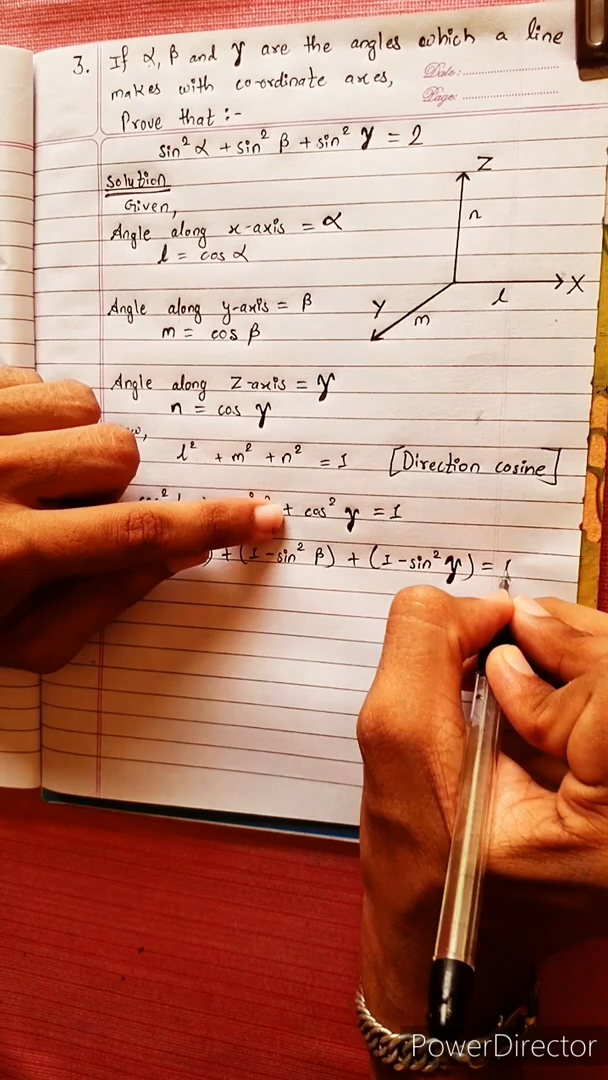 3. If α, β and γ are the angles which a line
makes with co-ordinate axes,
Date:
Page:
Prove that :-
sin² α + sin² β + sin² γ = 2
Solution
Given,
Angle along x-axis = α
l = cos α
Angle along y-axis = β
m = cos β
Angle along Z-axis = γ
n = cos γ
Z
n
X
l
Y
m
l² + m² + n² = 1 [Direction cosine]
+ cos² γ = 1
) + (1 - sin² β) + (1 - sin² γ) = 1
PowerDirector